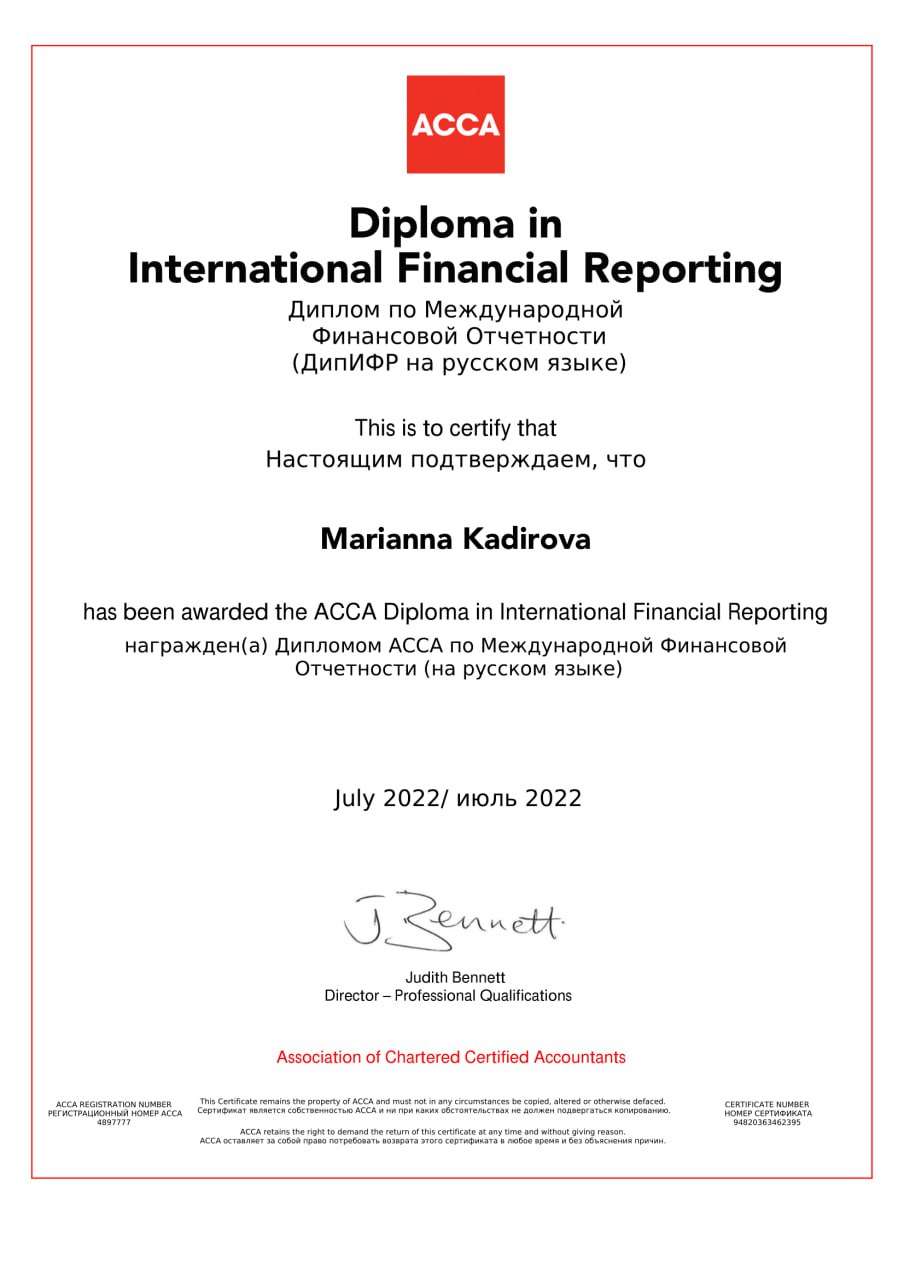 ACCA
Diploma in
International Financial Reporting
Диплом по Международной
Финансовой Отчетности
(ДипИФР на русском языке)
This is to certify that
Настоящим подтверждаем, что
Marianna Kadirova
has been awarded the ACCA Diploma in International Financial Reporting
награжден(а) Дипломом АССА по Международной Финансовой
Отчетности (на русском языке)
July 2022/ июль 2022
J Bennett
Judith Bennett
Director – Professional Qualifications
Association of Chartered Certified Accountants
ACCA REGISTRATION NUMBER
РЕГИСТРАЦИОННЫЙ НОМЕР АССА
4897777
This Certificate remains the property of ACCA and must not in any circumstances be copied, altered or otherwise defaced.
Сертификат является собственностью АССА и ни при каких обстоятельствах не должен подвергаться копированию.
ACCA retains the right to demand the return of this certificate at any time and without giving reason.
АССА оставляет за собой право потребовать возврата этого сертификата в любое время и без объяснения причин.
CERTIFICATE NUMBER
НОМЕР СЕРТИФИКАТА
94820363462395